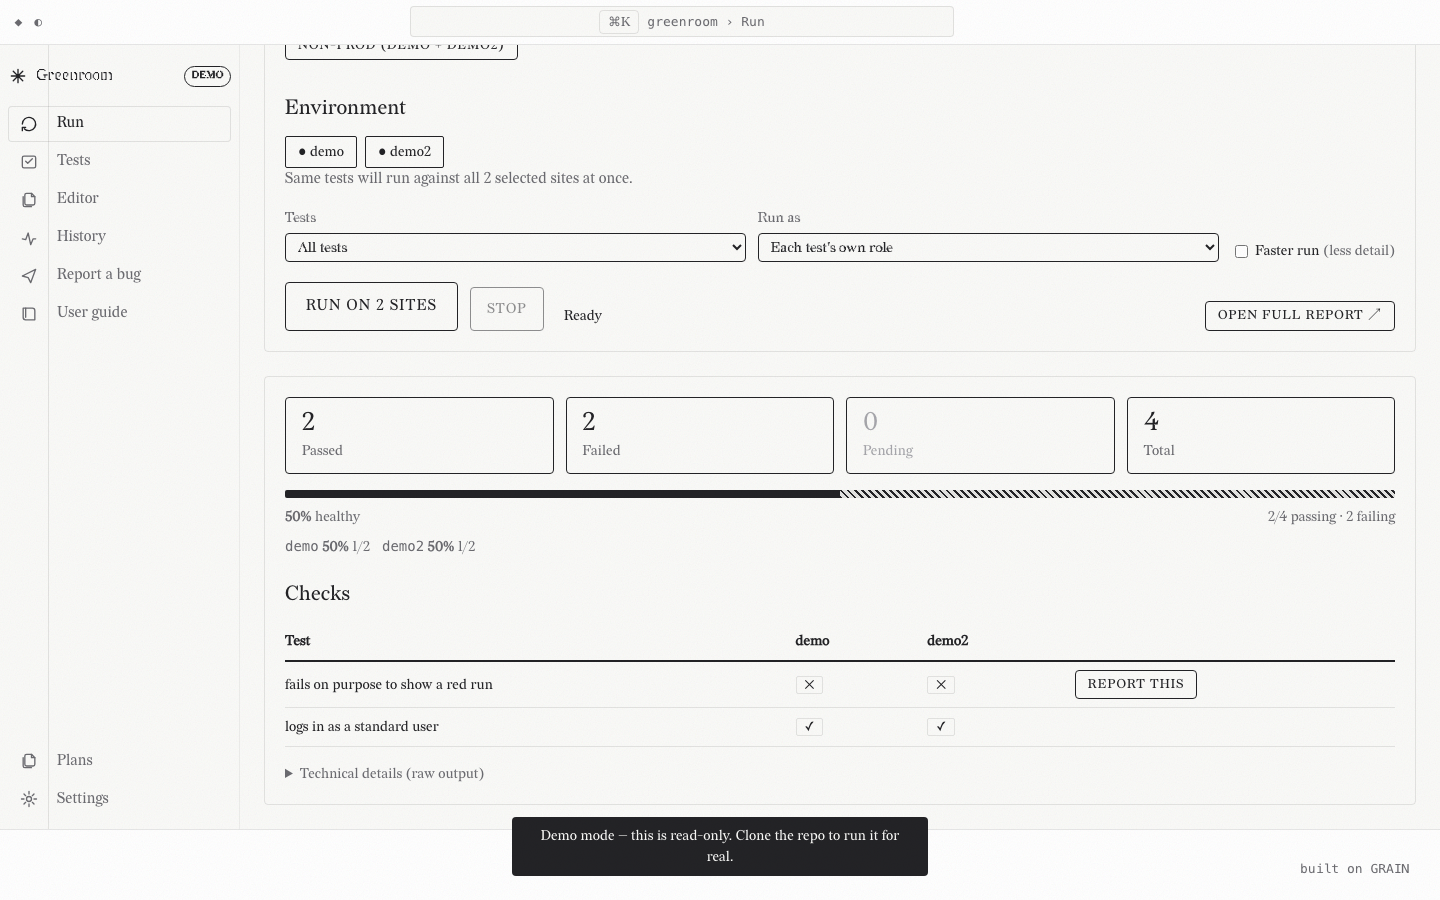 ⌘K greenroom › Run
Greenroom DEMO
Run
Tests
Editor
History
Report a bug
User guide
Plans
Settings
NON-PROD (DEMO + DEMO2)
Environment
● demo ● demo2
Same tests will run against all 2 selected sites at once.
Tests Run as
All tests Each test's own role Faster run (less detail)
RUN ON 2 SITES STOP Ready OPEN FULL REPORT ↗
2 2 0 4
Passed Failed Pending Total
50% healthy 2/4 passing · 2 failing
demo 50% 1/2 demo2 50% 1/2
Checks
Test demo demo2
fails on purpose to show a red run ✕ ✕ REPORT THIS
logs in as a standard user ✓ ✓
▶ Technical details (raw output)
Demo mode — this is read-only. Clone the repo to run it for
real.
built on GRAIN